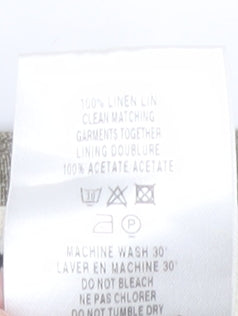 100% LINEN LIN
CLEAN MATCHING
GARMENTS TOGETHER
LINING DOUBLURE
100% ACETATE ACETATE
30
P
MACHINE WASH 30°
LAVER EN MACHINE 30°
DO NOT BLEACH
NE PAS CHLORER
DO NOT TUMBLE DRY